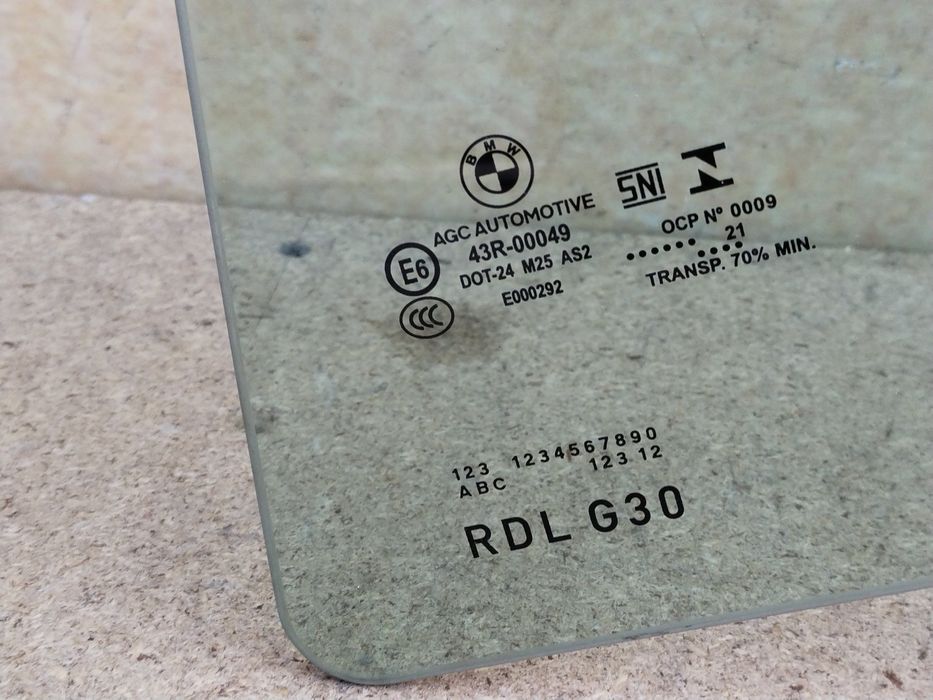 BMW
AGC AUTOMOTIVE
E6
43R-00049
DOT-24 M25 AS2
E000292
CCC
SNI
OCP Nº 0009
....... 21 ....
TRANSP. 70% MIN.
123 1234567890
ABC 123 12
RDL G30